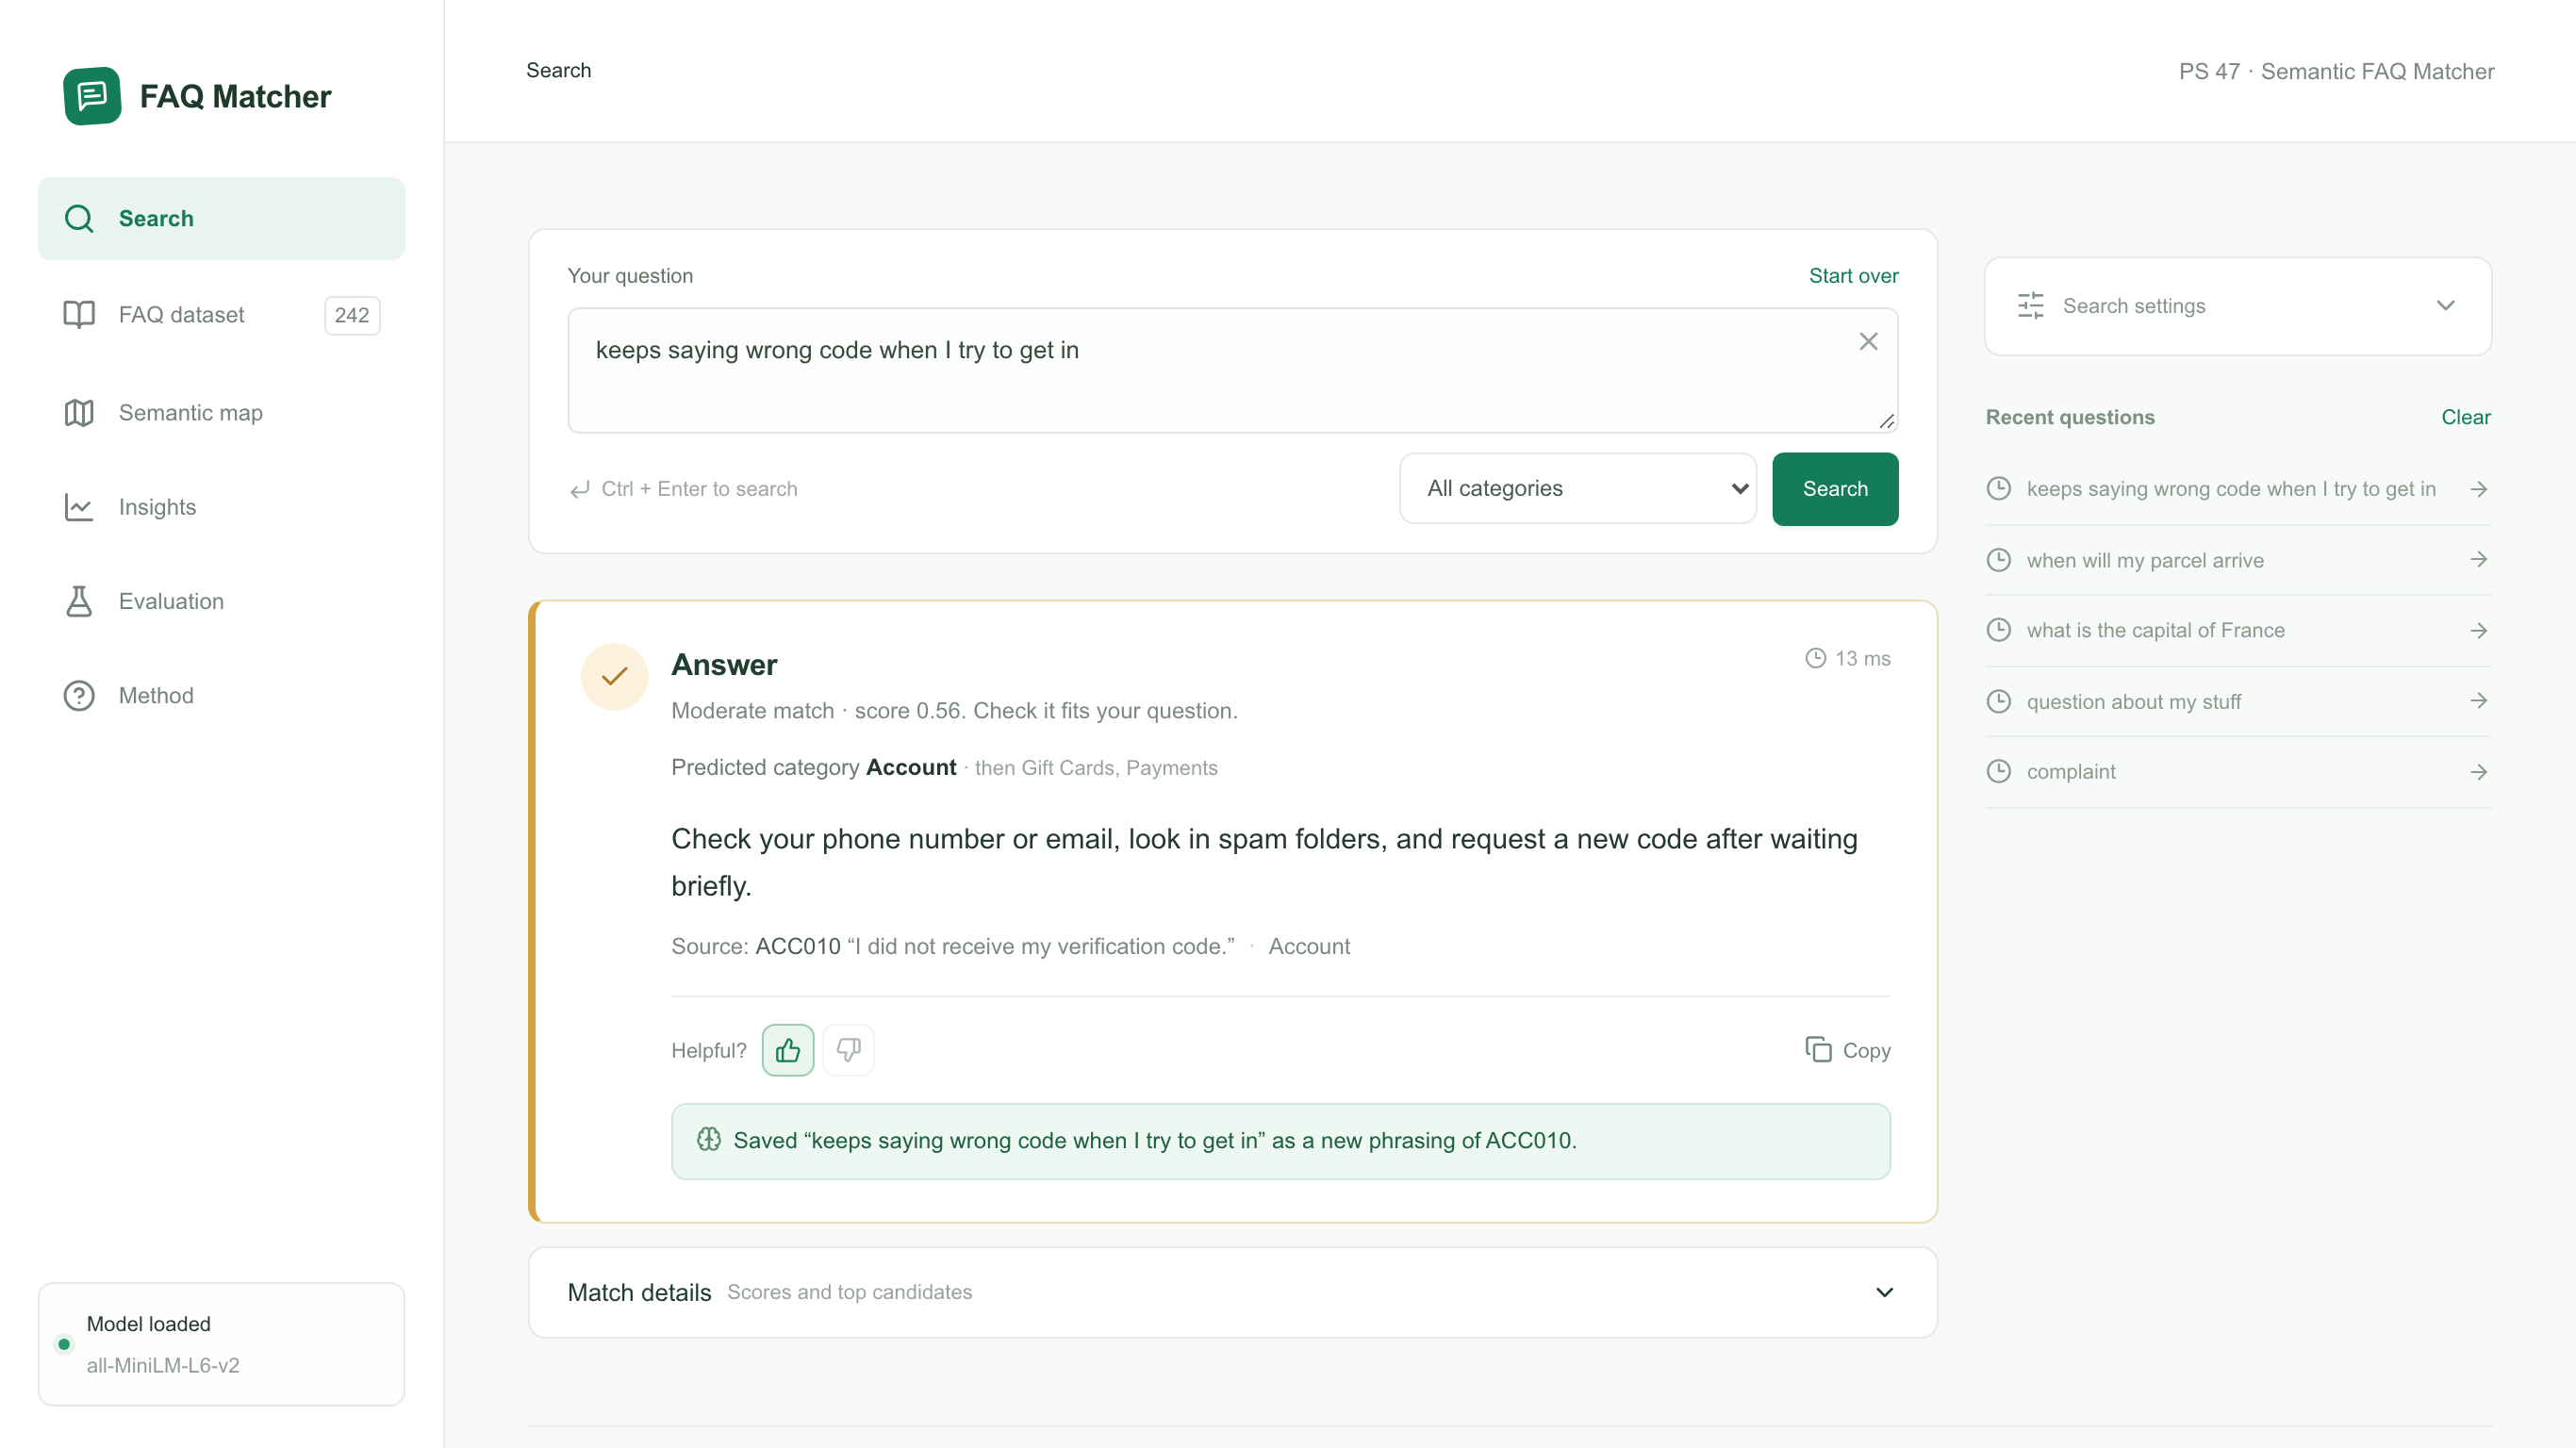 FAQ Matcher
Search
FAQ dataset 242
Semantic map
Insights
Evaluation
Method
Model loaded
all-MiniLM-L6-v2
Search
PS 47 · Semantic FAQ Matcher
Your question
Start over
keeps saying wrong code when I try to get in
Ctrl + Enter to search
All categories
Search
Answer
13 ms
Moderate match · score 0.56. Check it fits your question.
Predicted category Account · then Gift Cards, Payments
Check your phone number or email, look in spam folders, and request a new code after waiting
briefly.
Source: ACC010 “I did not receive my verification code.” · Account
Helpful?
Copy
Saved “keeps saying wrong code when I try to get in” as a new phrasing of ACC010.
Match details Scores and top candidates
Search settings
Recent questions
Clear
keeps saying wrong code when I try to get in
when will my parcel arrive
what is the capital of France
question about my stuff
complaint